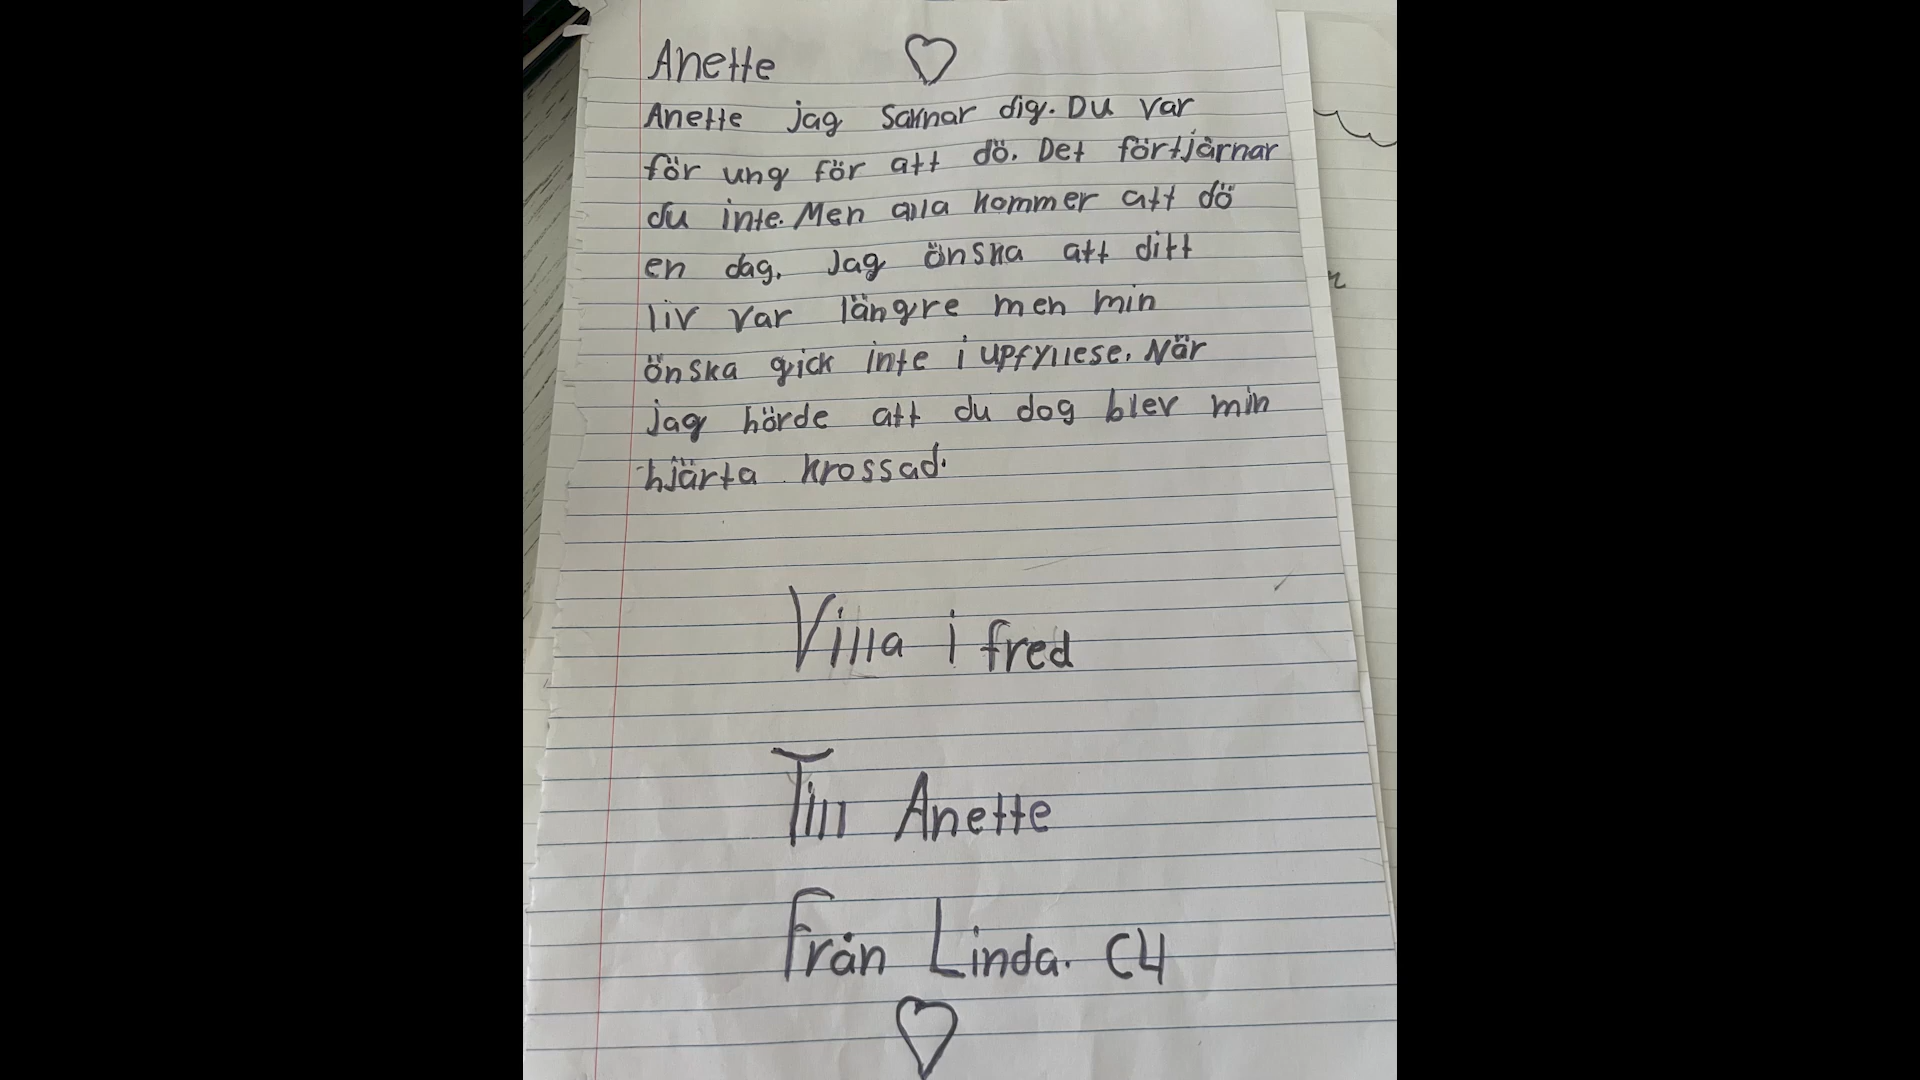 Anette ♡
Anette jag saknar dig. Du var
för ung för att dö. Det förtjärnar
du inte. Men alla kommer att dö
en dag. Jag önska att ditt
liv var längre men min
önska gick inte i upfyllese. När
jag hörde att du dog blev min
hjärta krossad.
Villa i fred
Till Anette
Från Linda. C4
♡